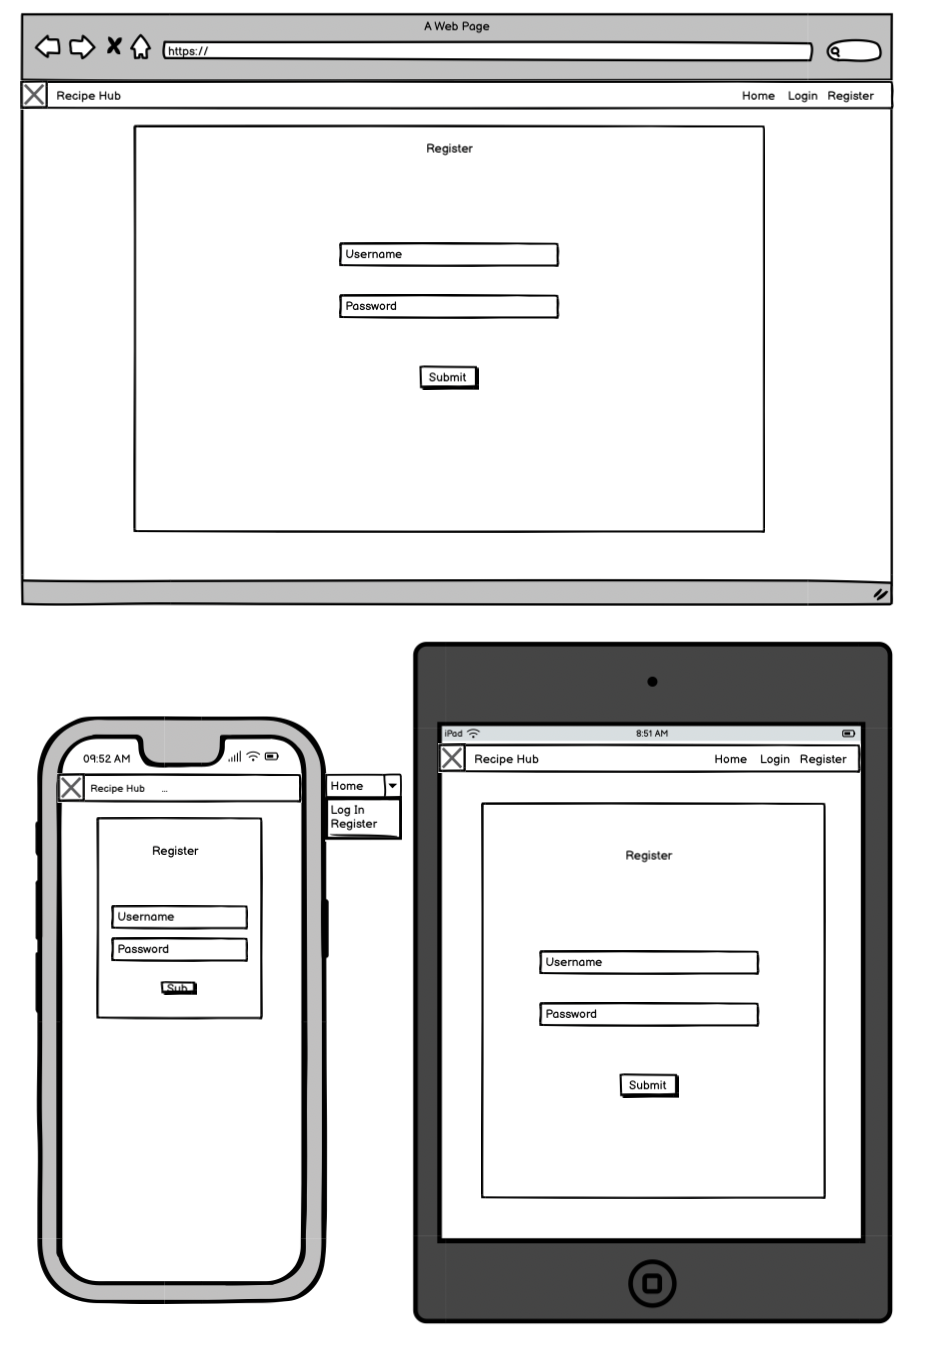 A Web Page
https://
Recipe Hub Home Login Register
Register
Username
Password
Submit
09:52 AM
Recipe Hub ...
Home
Log In
Register
Register
Username
Password
Sub
iPad 8:51 AM
Recipe Hub Home Login Register
Register
Username
Password
Submit